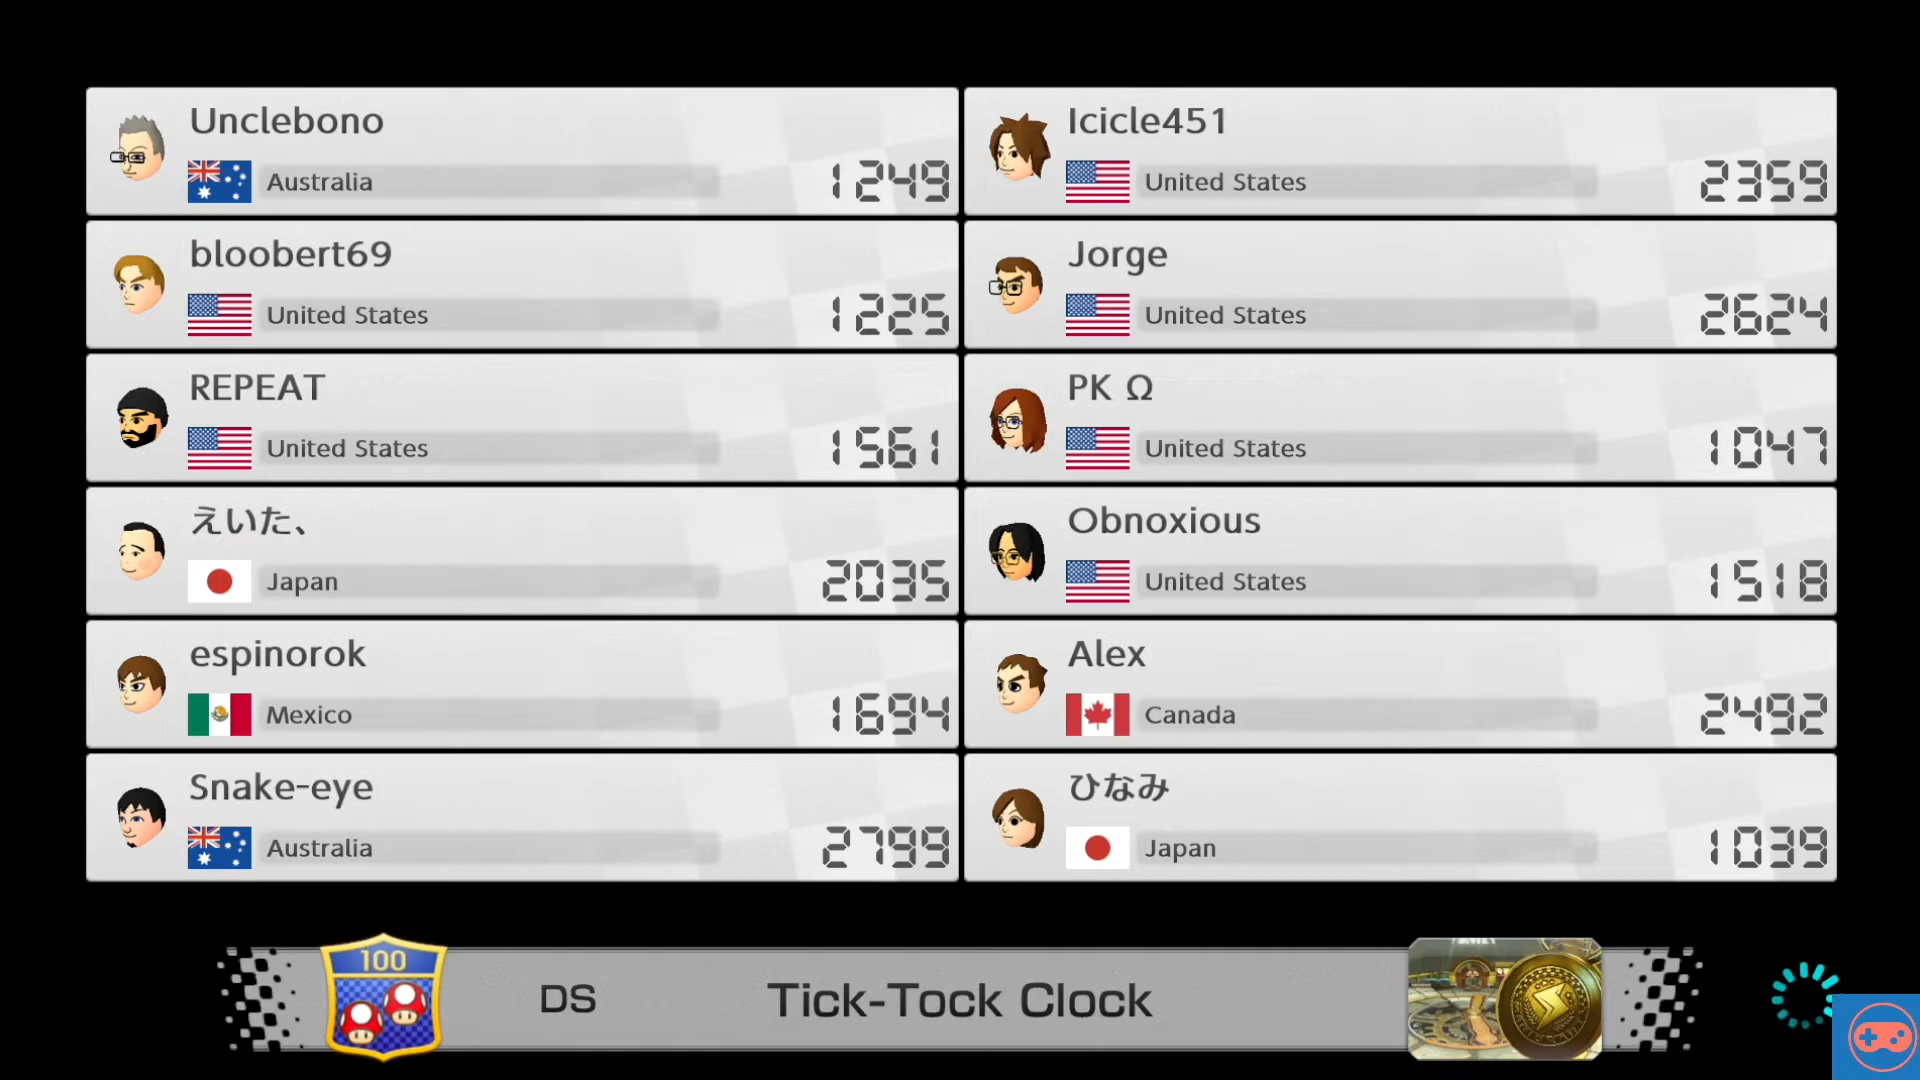 Unclebono
Australia
1249
Icicle451
United States
2359
bloobert69
United States
1225
Jorge
United States
2624
REPEAT
United States
1561
PK Ω
United States
1047
えいた、
Japan
2035
Obnoxious
United States
1518
espinorok
Mexico
1694
Alex
Canada
2492
Snake-eye
Australia
2799
ひなみ
Japan
1039
100
DS Tick-Tock Clock